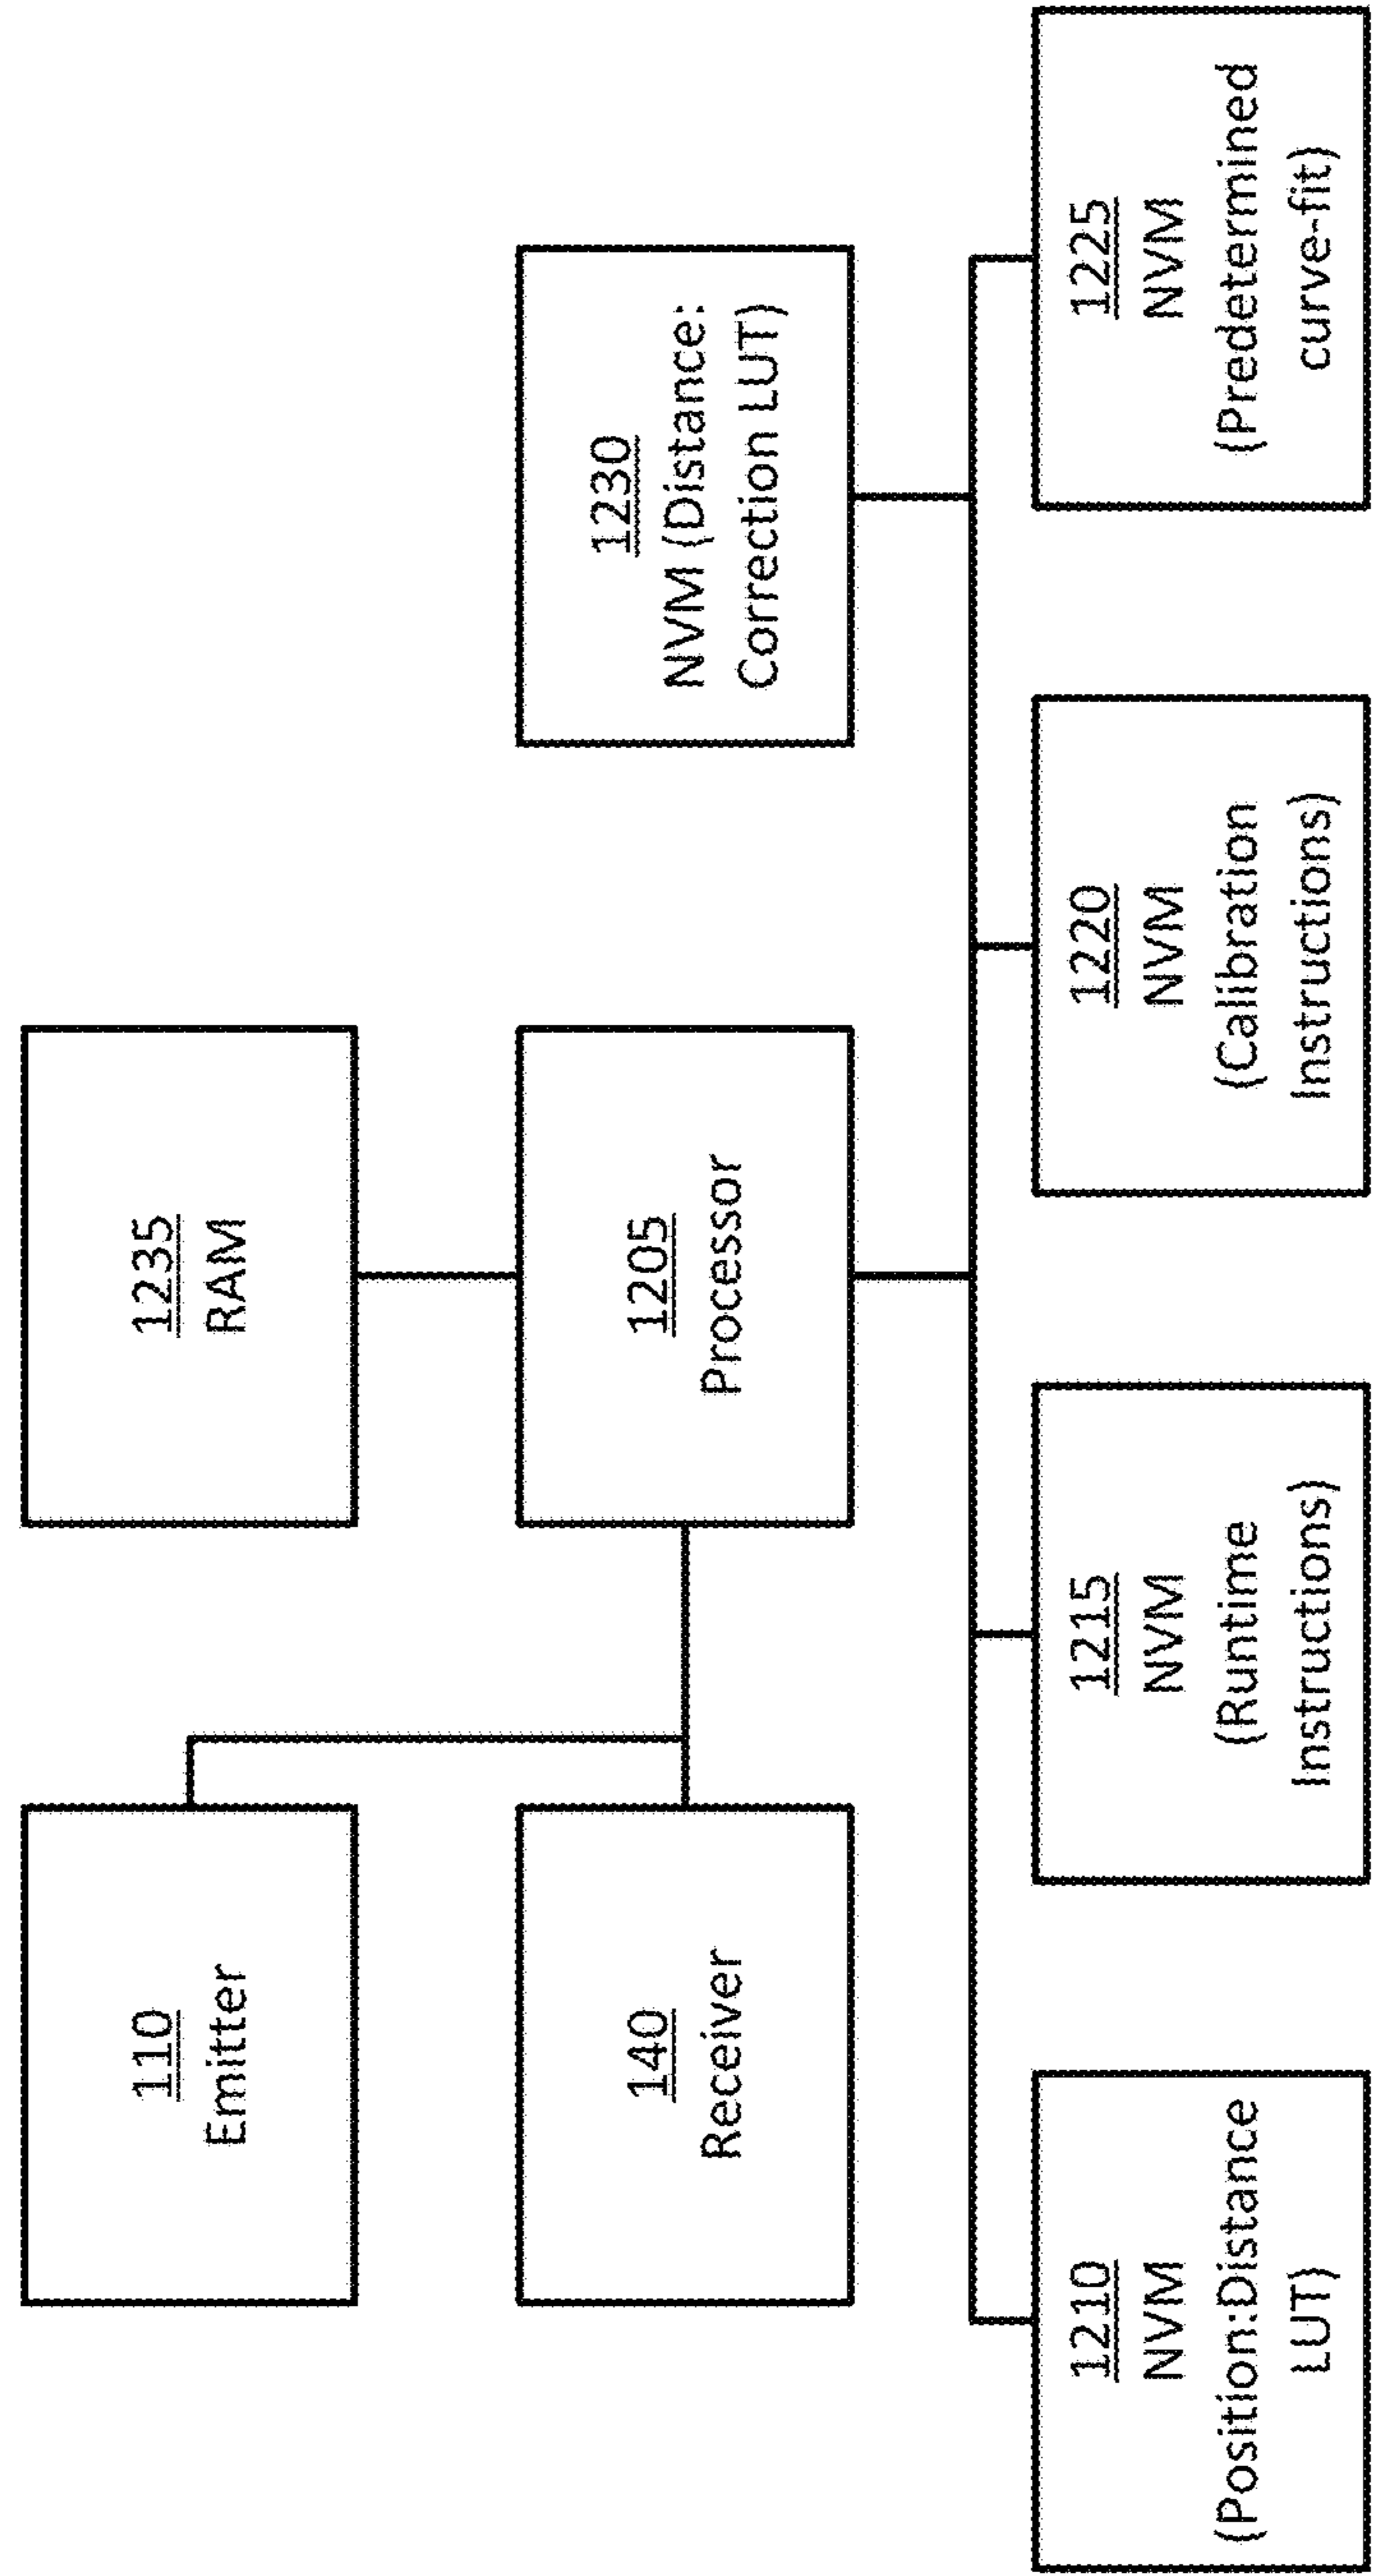 110
Emitter
1235
RAM
140
Receiver
1205
Processor
1230
NVM (Distance:
Correction LUT)
1210
NVM
(Position:Distance
LUT)
1215
NVM
(Runtime
Instructions)
1220
NVM
(Calibration
Instructions)
1225
NVM
(Predetermined
curve-fit)